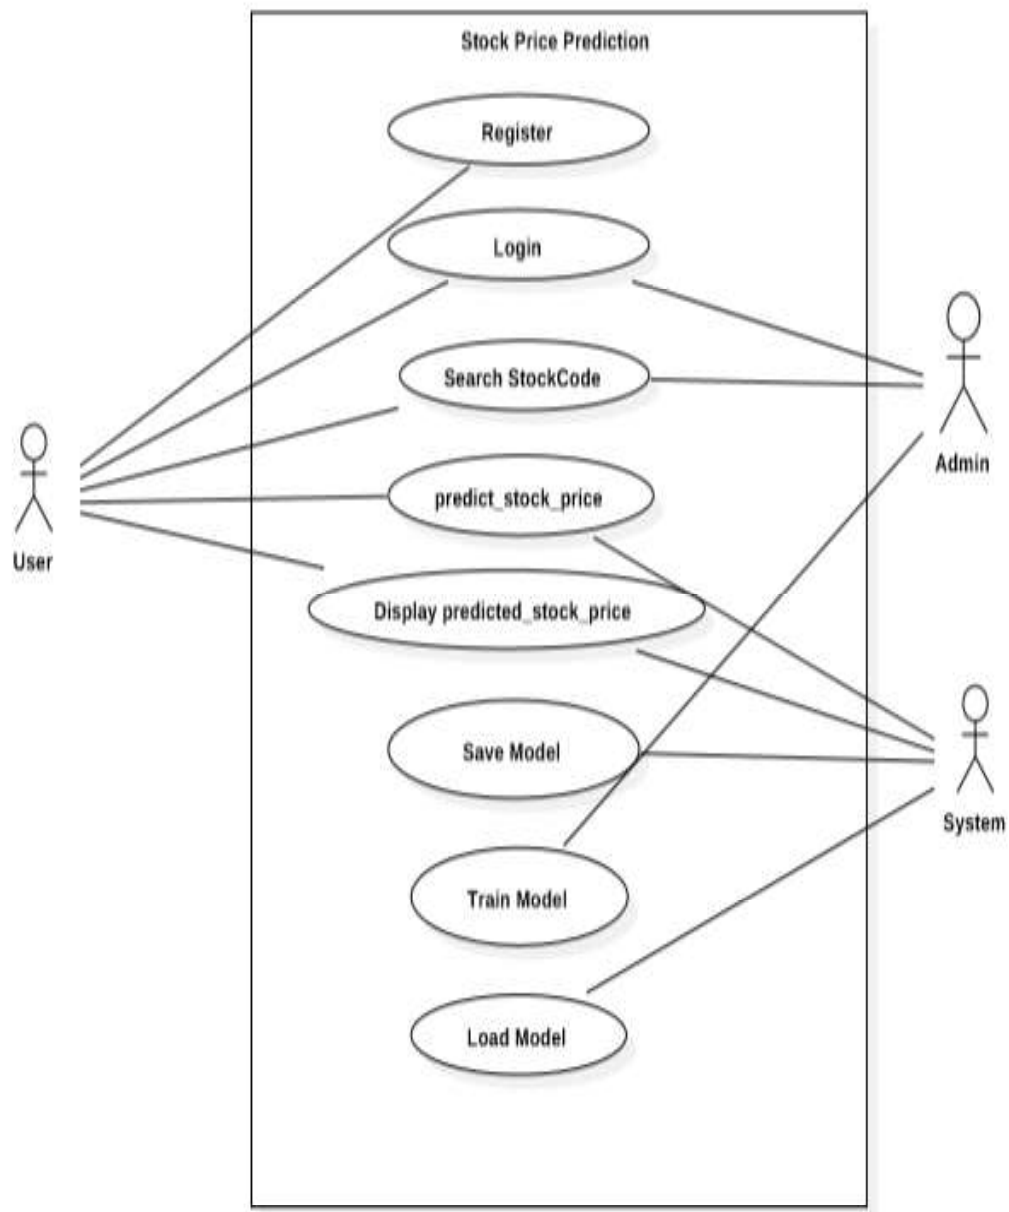 Stock Price Prediction
Register
Login
Search StockCode
Admin
predict_stock_price
User
Display predicted_stock_price
Save Model
System
Train Model
Load Model